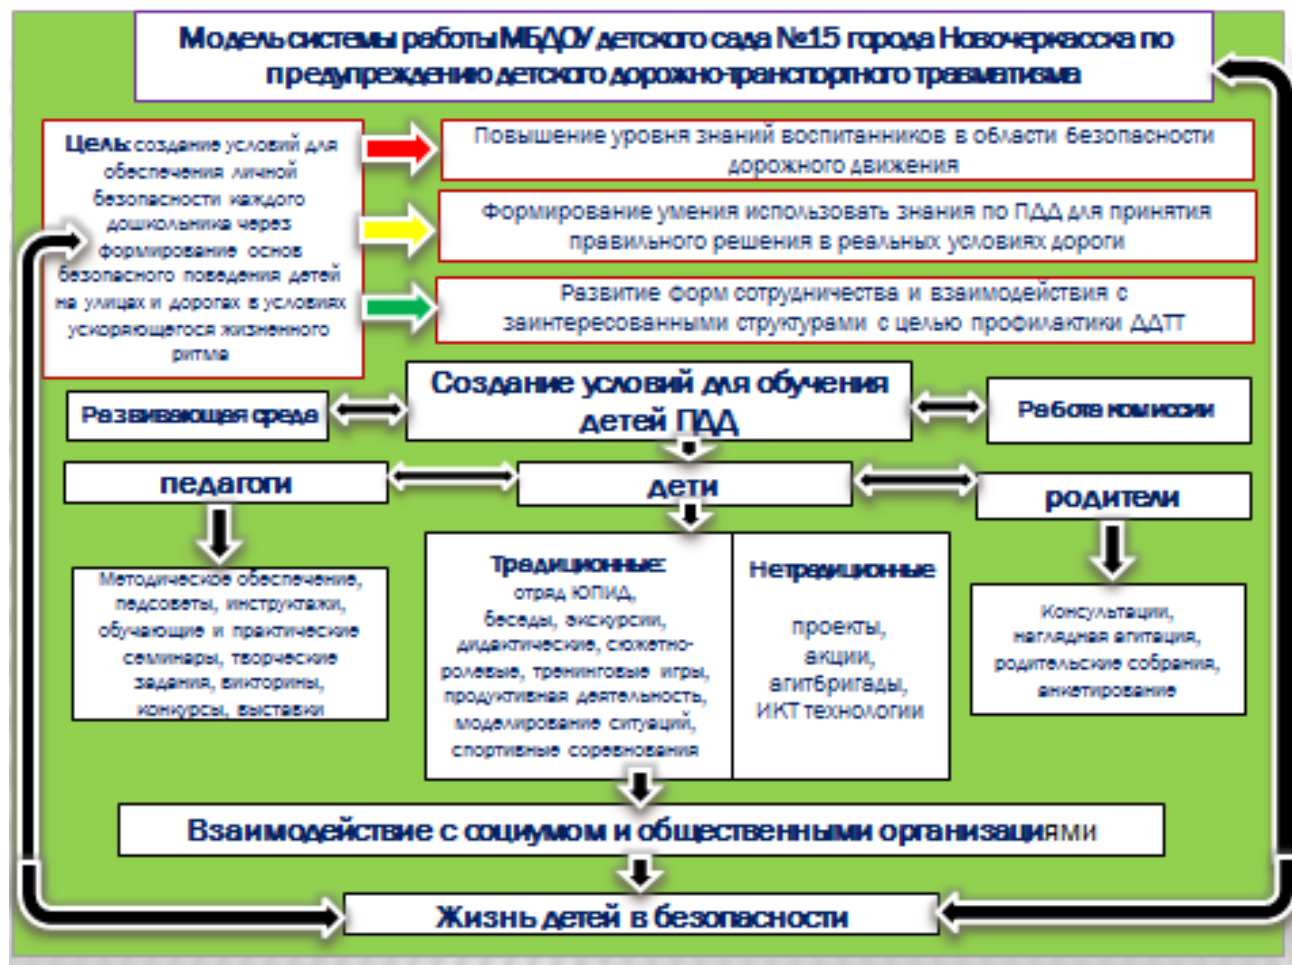 Модель системы работы МБДОУ детского сада №15 города Новочеркасска по
предупреждению детского дорожно-транспортного травматизма
Цель: создание условий для
обеспечения личной
безопасности каждого
дошкольника через
формирование основ
безопасного поведения детей
на улицах и дорогах в условиях
ускоряющегося жизненного
ритма
Повышение уровня знаний воспитанников в области безопасности
дорожного движения
Формирование умения использовать знания по ПДД для принятия
правильного решения в реальных условиях дороги
Развитие форм сотрудничества и взаимодействия с
заинтересованными структурами с целью профилактики ДДТТ
Развивающая среда
Создание условий для обучения
детей ПДД
Работа комиссии
педагоги
дети
родители
Методическое обеспечение,
педсоветы, инструктажи,
обучающие и практические
семинары, творческие
задания, викторины,
конкурсы, выставки
Традиционные:
отряд ЮПИД,
беседы, экскурсии,
дидактические, сюжетно-
ролевые, тренинговые игры,
продуктивная деятельность,
моделирование ситуаций,
спортивные соревнования
Нетрадиционные
проекты,
акции,
агитбригады,
ИКТ технологии
Консультации,
наглядная агитация,
родительские собрания,
анкетирование
Взаимодействие с социумом и общественными организациями
Жизнь детей в безопасности